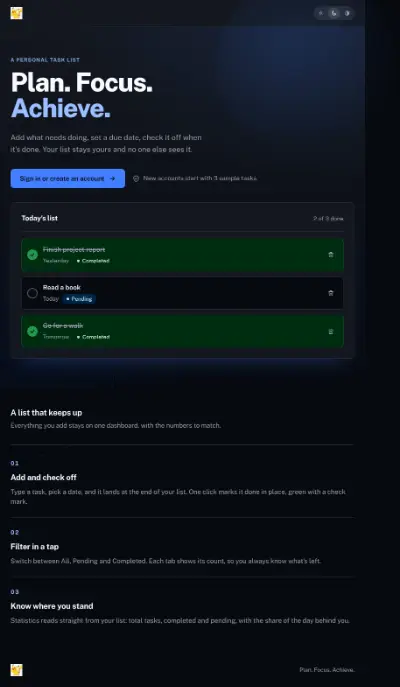 A PERSONAL TASK LIST
Plan. Focus.
Achieve.
Add what needs doing, set a due date, check it off when
it's done. Your list stays yours and no one else sees it.
Sign in or create an account →
New accounts start with 3 sample tasks.
Today's list
2 of 3 done
Finish project report
Yesterday • Completed
Read a book
Today • Pending
Go for a walk
Tomorrow • Completed
A list that keeps up
Everything you add stays on one dashboard, with the numbers to match.
01
Add and check off
Type a task, pick a date, and it lands at the end of your list. One click marks it done in place, green with a check
mark.
02
Filter in a tap
Switch between All, Pending and Completed. Each tab shows its count, so you always know what's left.
03
Know where you stand
Statistics reads straight from your list: total tasks, completed and pending, with the share of the day behind you.
Plan. Focus. Achieve.